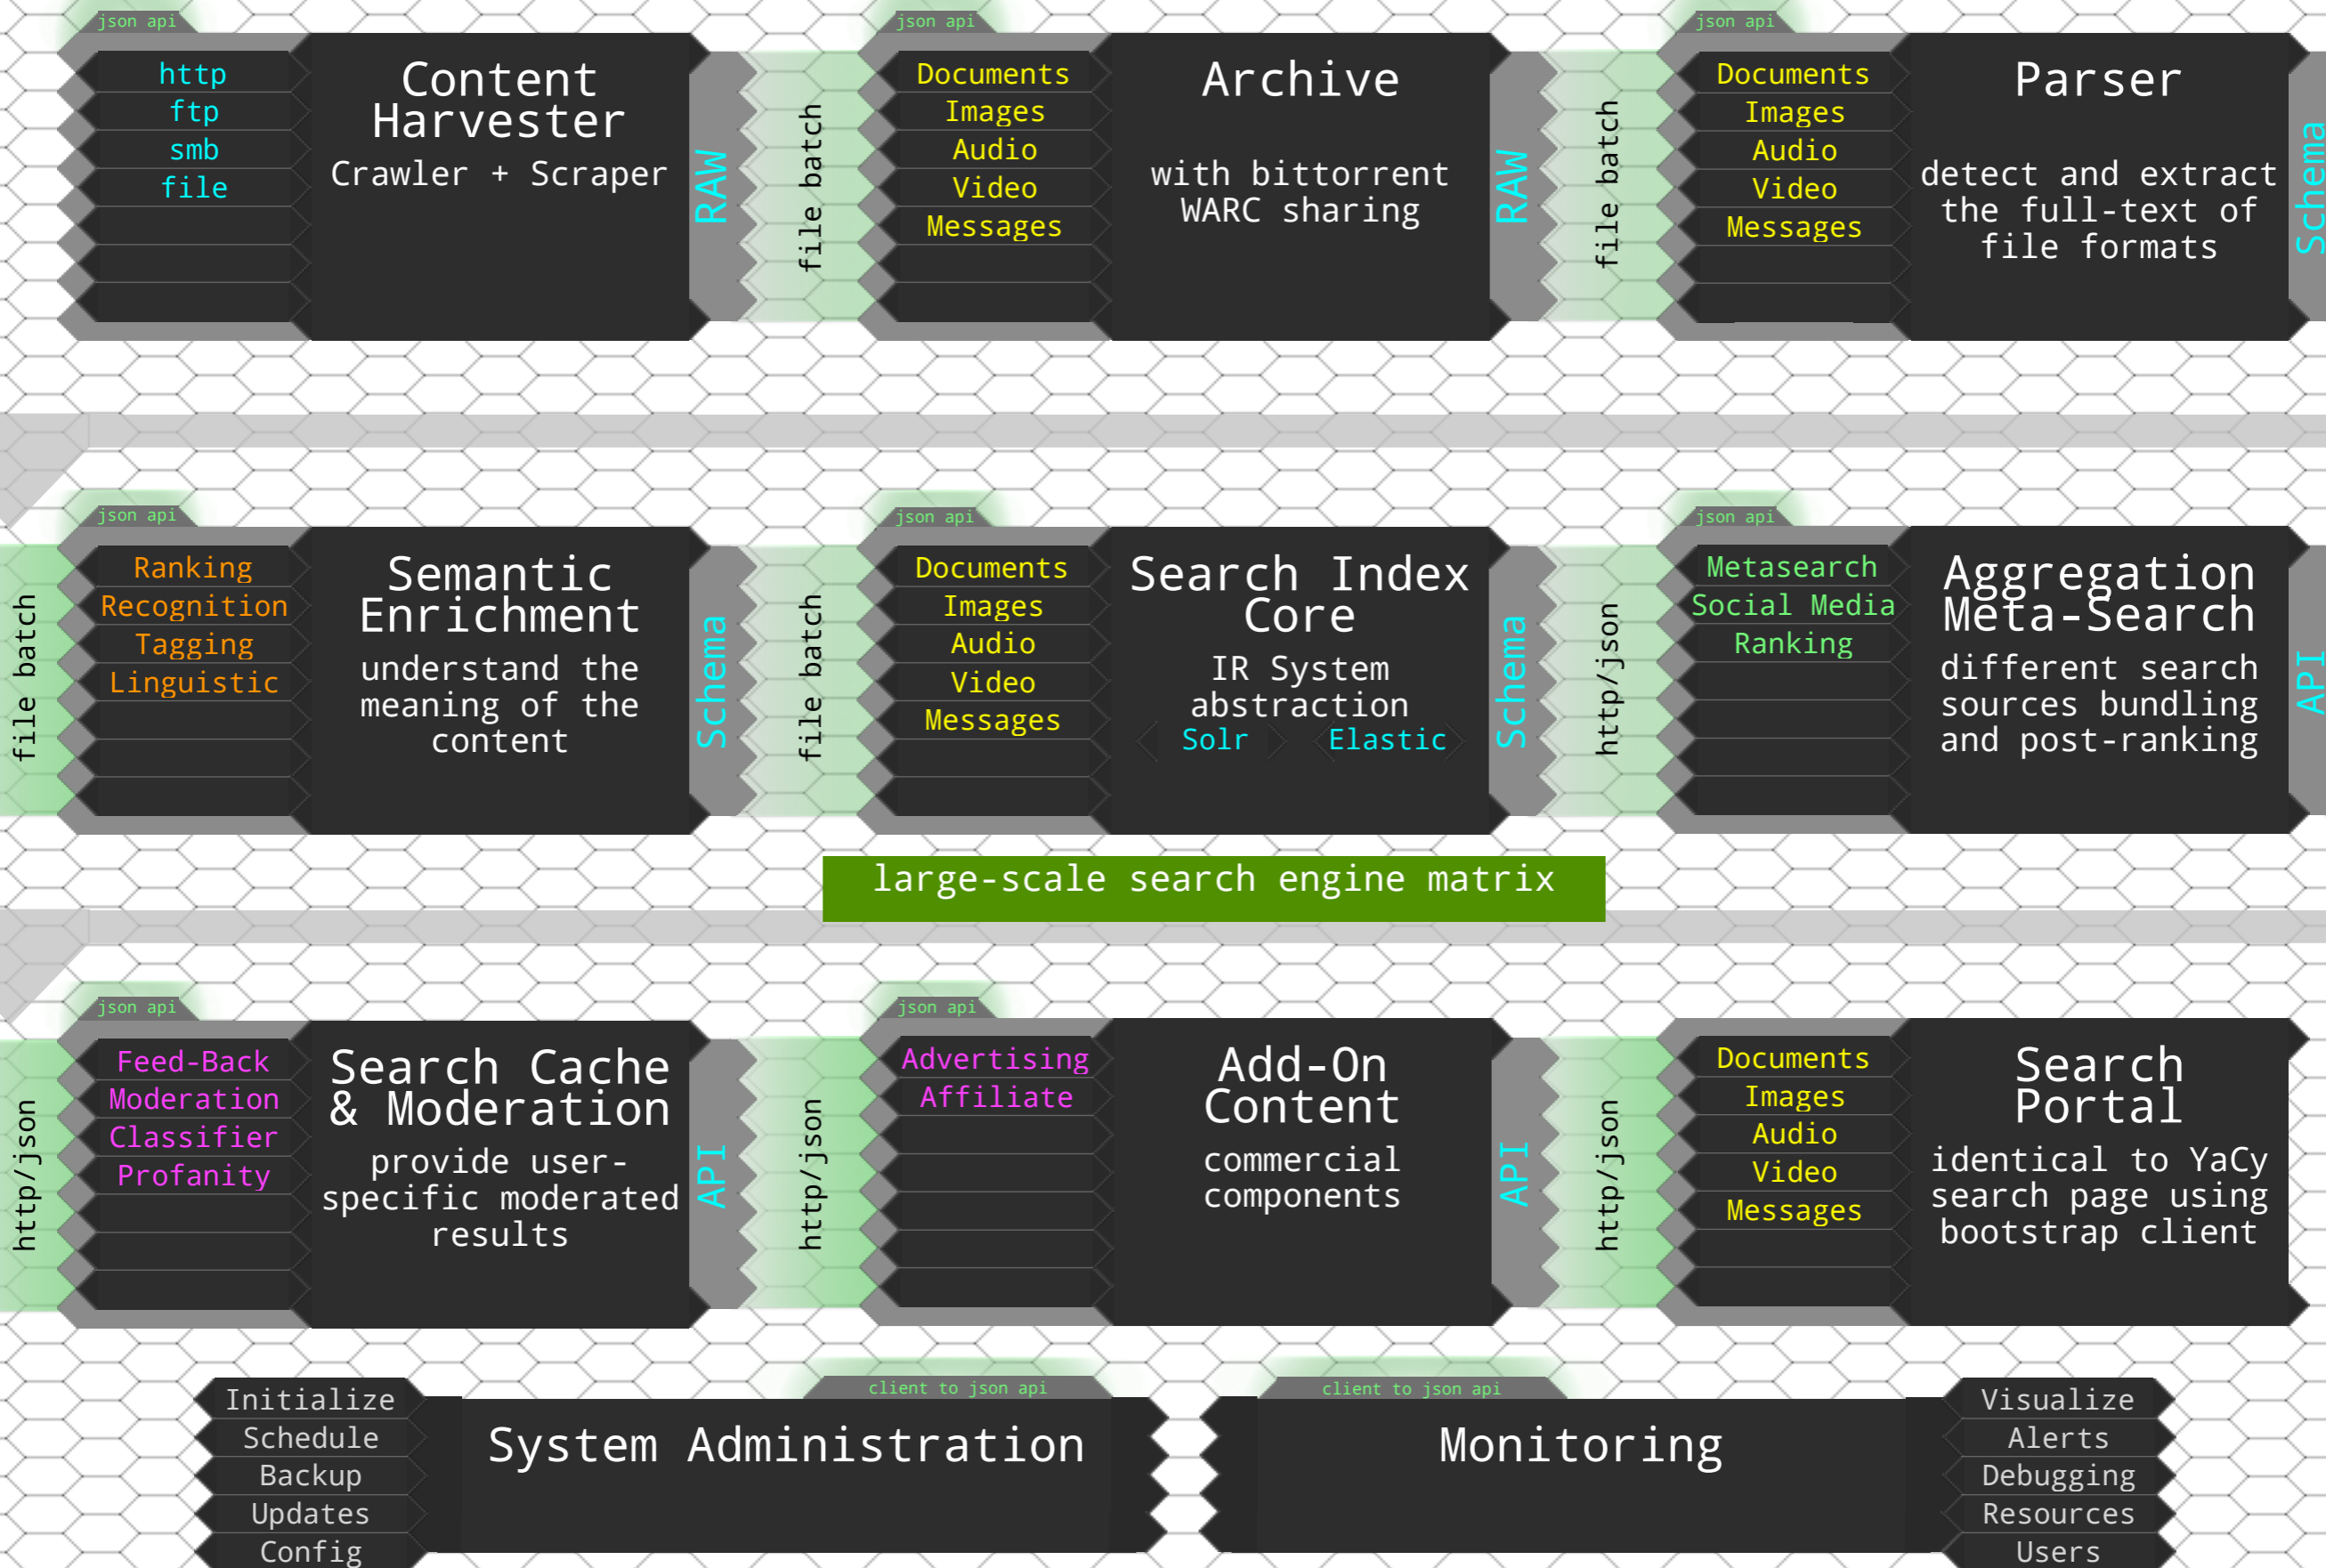 json api
http
ftp
smb
file
Content
Harvester
Crawler + Scraper
RAW
file batch
json api
Documents
Images
Audio
Video
Messages
Archive
with bittorrent
WARC sharing
RAW
file batch
json api
Documents
Images
Audio
Video
Messages
Parser
detect and extract
the full-text of
file formats
Schema
file batch
json api
Ranking
Recognition
Tagging
Linguistic
Semantic
Enrichment
understand the
meaning of the
content
Schema
file batch
json api
Documents
Images
Audio
Video
Messages
Search Index
Core
IR System
abstraction
Solr
Elastic
Schema
http/json
json api
Metasearch
Social Media
Ranking
Aggregation
Meta-Search
different search
sources bundling
and post-ranking
API
large-scale search engine matrix
http/json
json api
Feed-Back
Moderation
Classifier
Profanity
Search Cache
& Moderation
provide user-
specific moderated
results
API
http/json
json api
Advertising
Affiliate
Add-On
Content
commercial
components
API
http/json
Documents
Images
Audio
Video
Messages
Search
Portal
identical to YaCy
search page using
bootstrap client
Initialize
Schedule
Backup
Updates
Config
client to json api
System Administration
client to json api
Monitoring
Visualize
Alerts
Debugging
Resources
Users